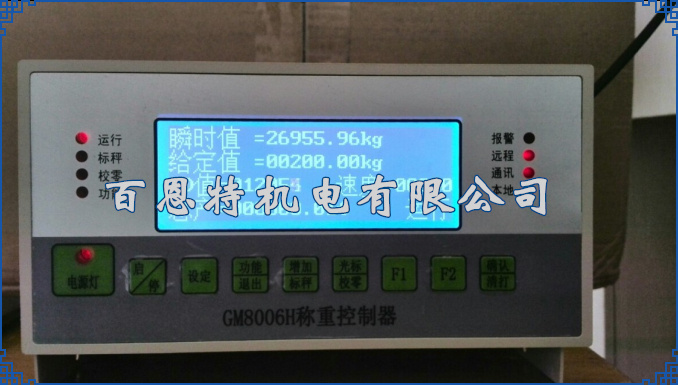 瞬时值 =26955.96kg
给定值 =00200.00kg
运行
标秤
校零
报警
远程
通讯
本地
百恩特机电有限公司
电源灯
启/停
设定
功能
退出
增加
标秤
光标
校零
F1
F2
确认
清打
GM8006H称重控制器